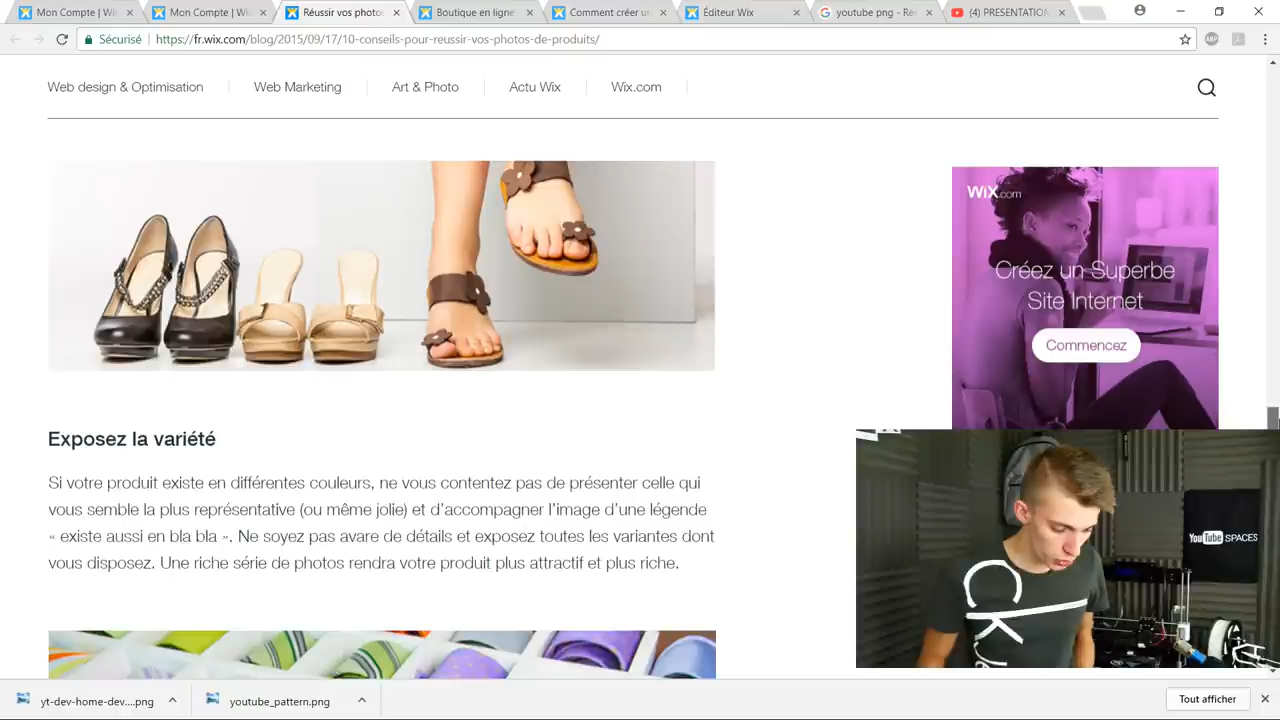 Mon Compte | Wi
Mon Compte | Wi
Réussir vos photos
Boutique en ligne
Comment créer un
Éditeur Wix
youtube png - Re
(4) PRESENTATION
Sécurisé
https://fr.wix.com/blog/2015/09/17/10-conseils-pour-reussir-vos-photos-de-produits/
ABP
Web design & Optimisation
Web Marketing
Art & Photo
Actu Wix
Wix.com
WiX.com
Créez un Superbe
Site Internet
Commencez
Exposez la variété
Si votre produit existe en différentes couleurs, ne vous contentez pas de présenter celle qui
vous semble la plus représentative (ou même jolie) et d'accompagner l'image d'une légende
« existe aussi en bla bla ». Ne soyez pas avare de détails et exposez toutes les variantes dont
vous disposez. Une riche série de photos rendra votre produit plus attractif et plus riche.
YouTube SPACES
CK Je
yt-dev-home-dev....png
youtube_pattern.png
Tout afficher